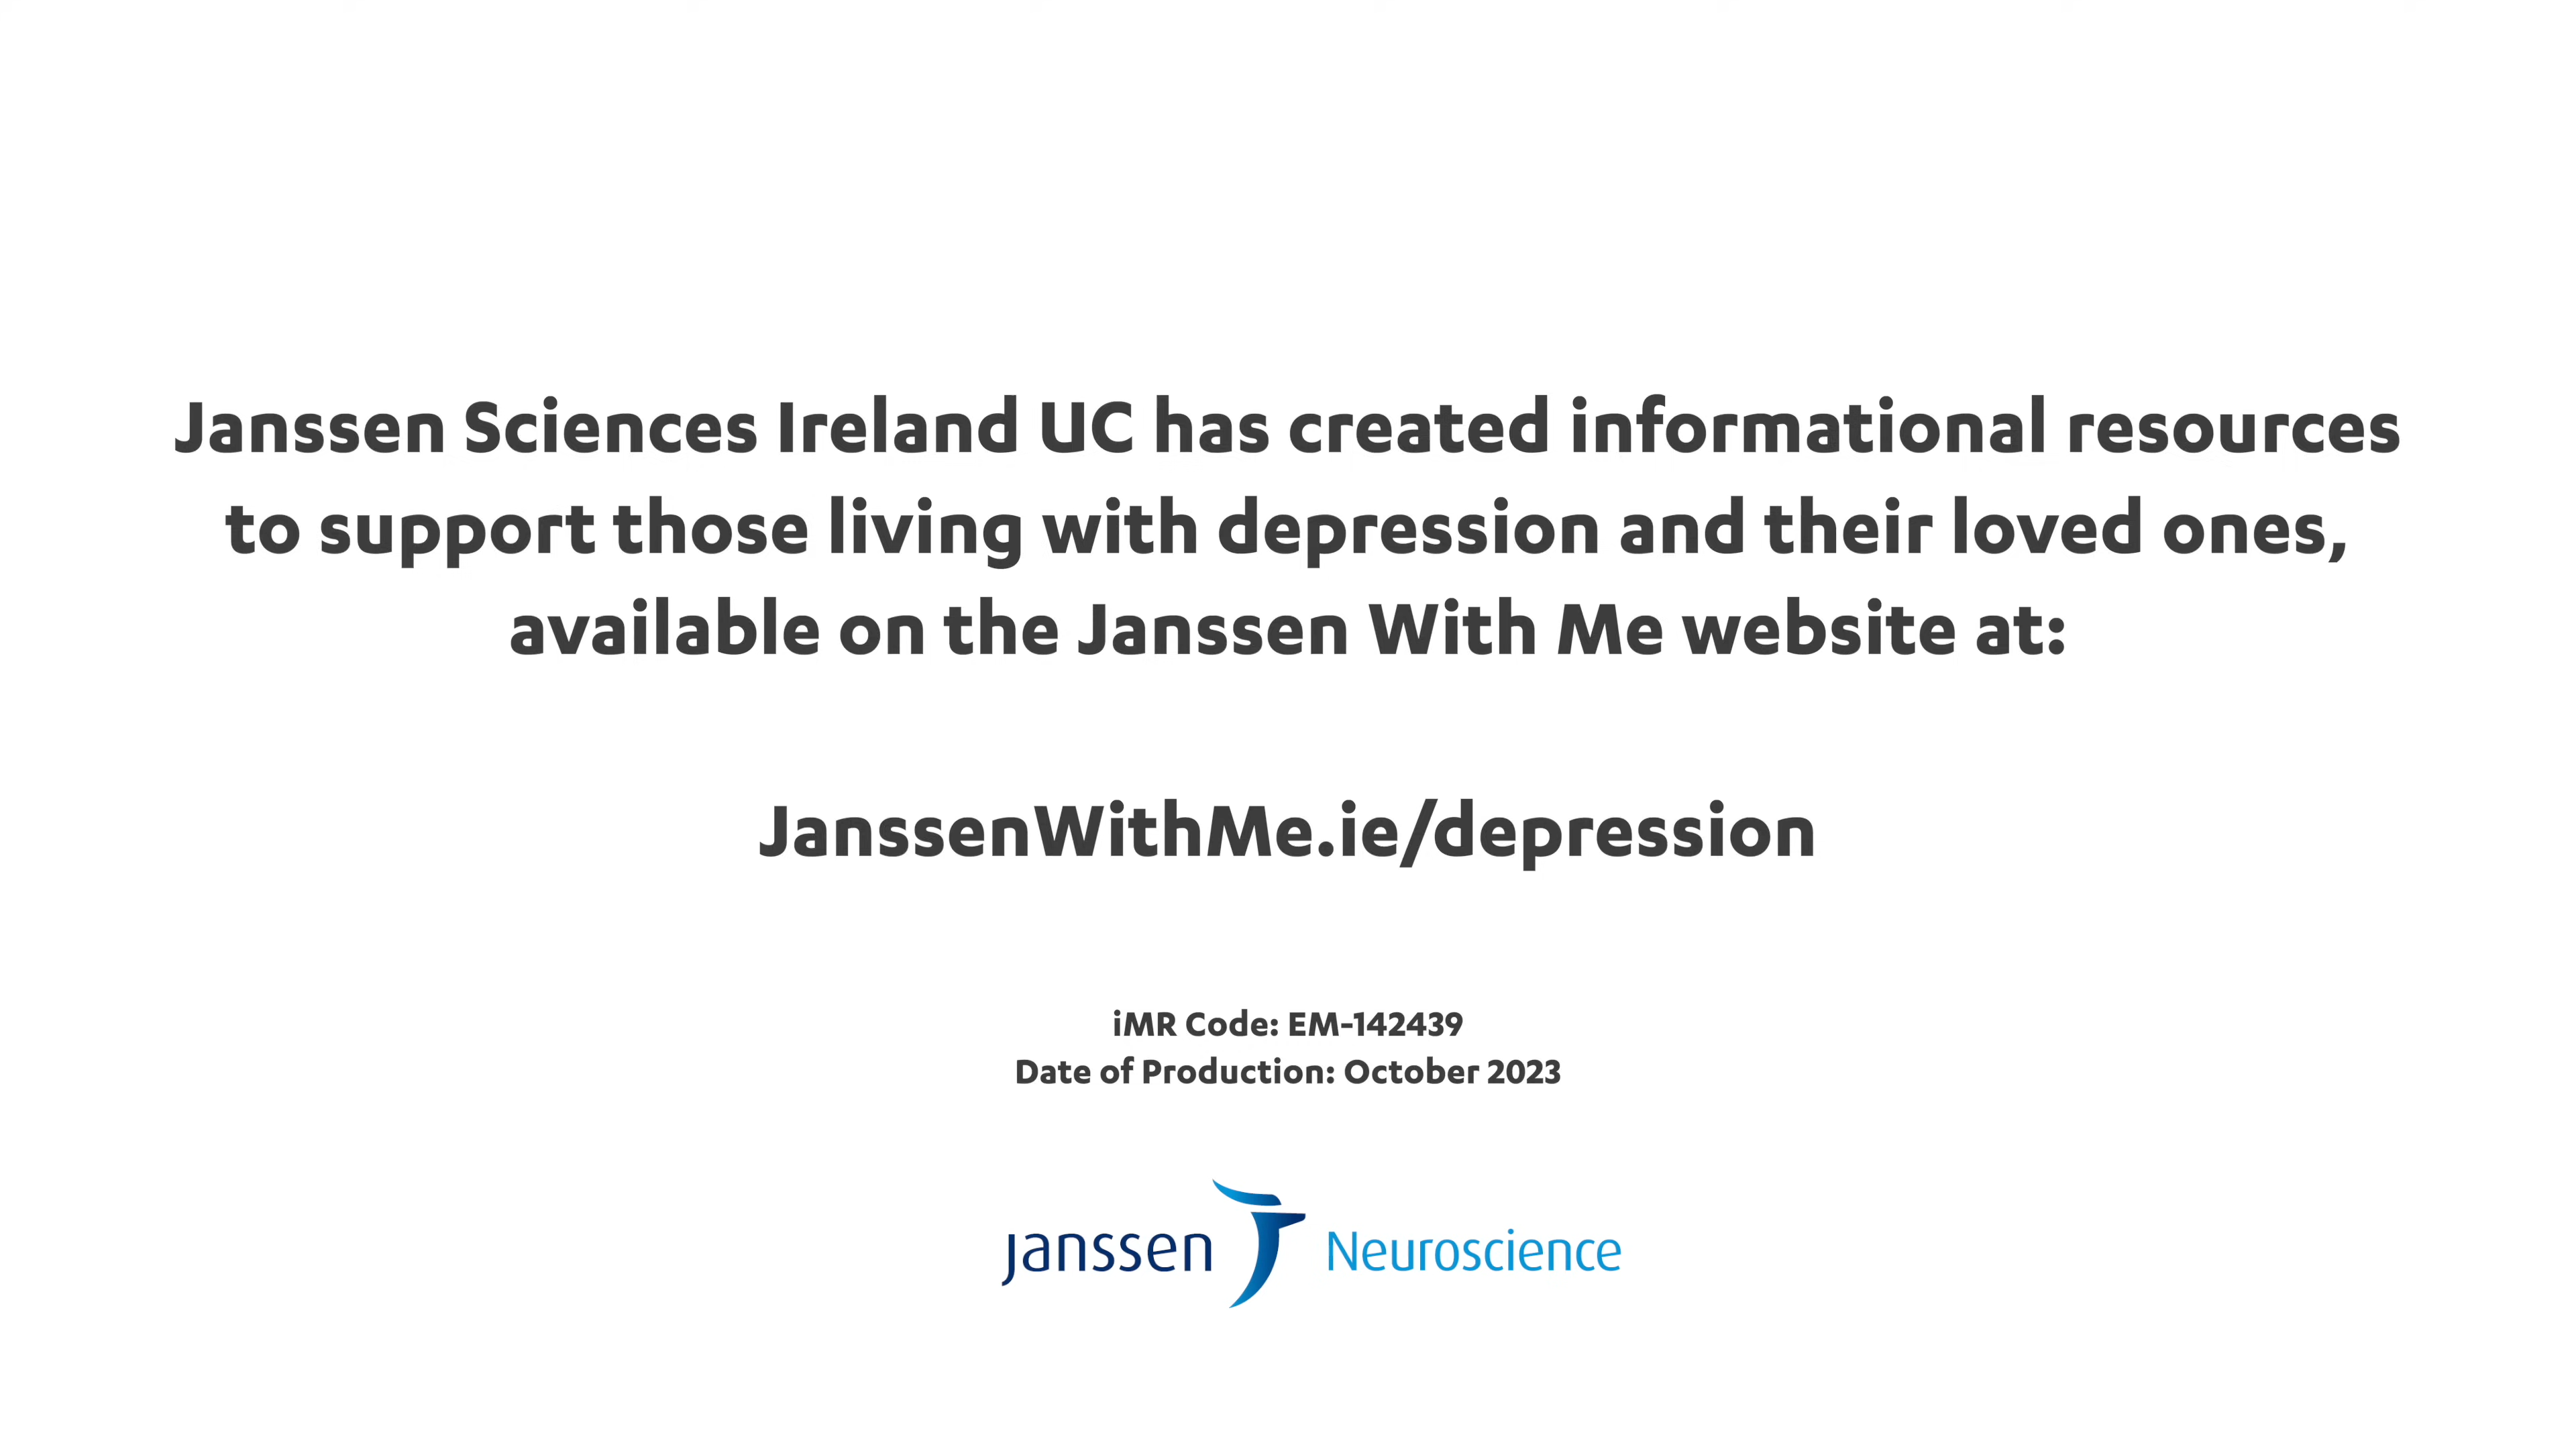 Janssen Sciences Ireland UC has created informational resources
to support those living with depression and their loved ones,
available on the Janssen With Me website at:
JanssenWithMe.ie/depression
iMR Code: EM-142439
Date of Production: October 2023
janssen Neuroscience